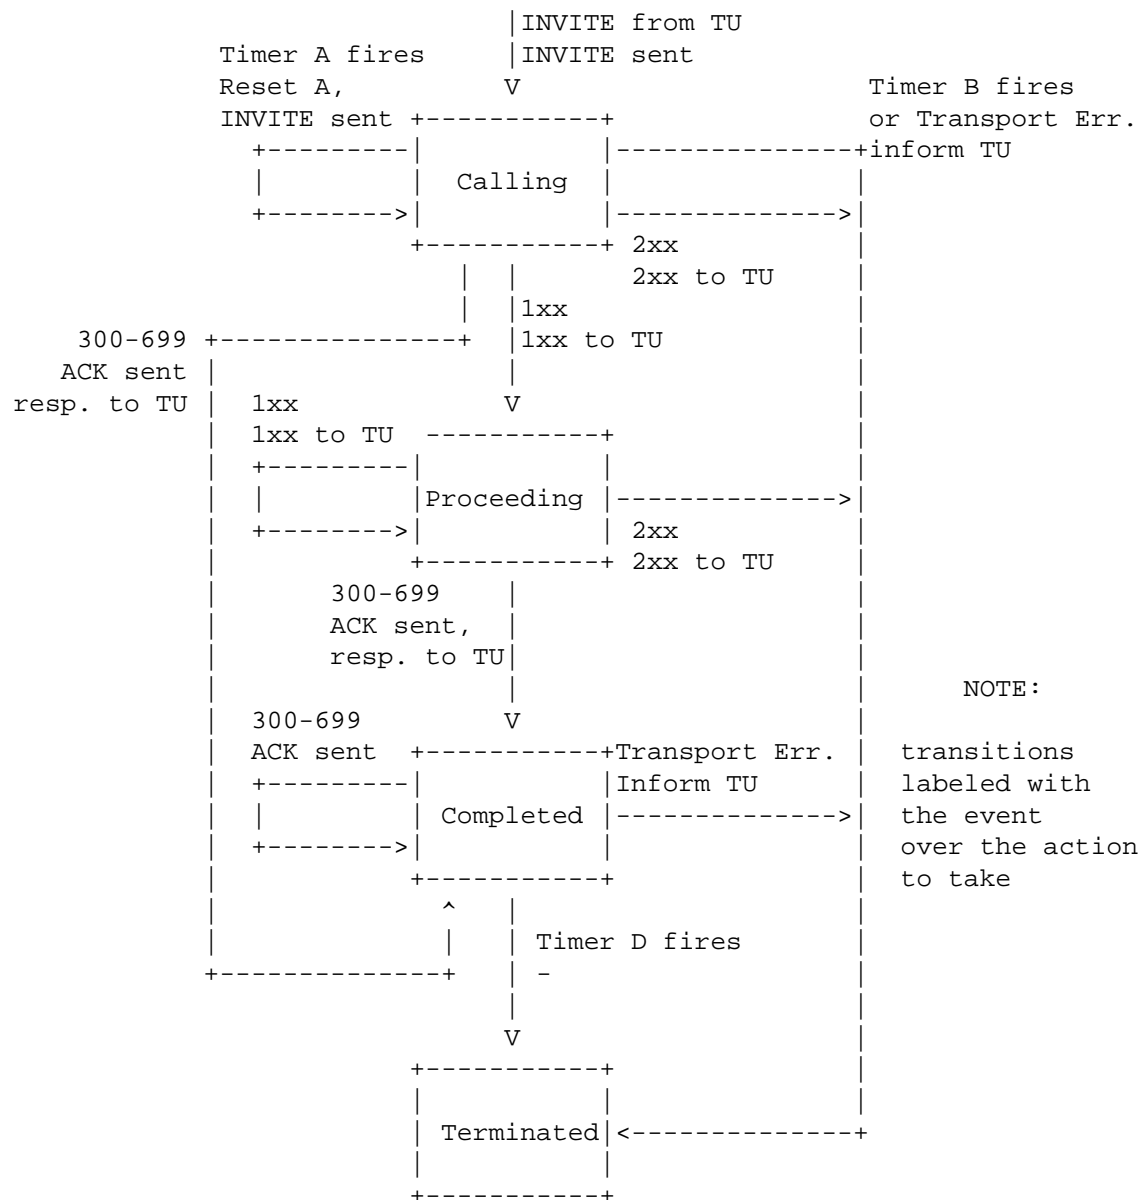 INVITE from TU
Timer A fires INVITE sent
Reset A, V Timer B fires
INVITE sent or Transport Err.
inform TU
Calling
2xx
2xx to TU
1xx
300-699 1xx to TU
ACK sent
resp. to TU 1xx V
1xx to TU
Proceeding
2xx
2xx to TU
300-699
ACK sent,
resp. to TU
NOTE:
300-699 V
ACK sent Transport Err. transitions
Inform TU labeled with
Completed the event
over the action
to take
Timer D fires
-
V
Terminated